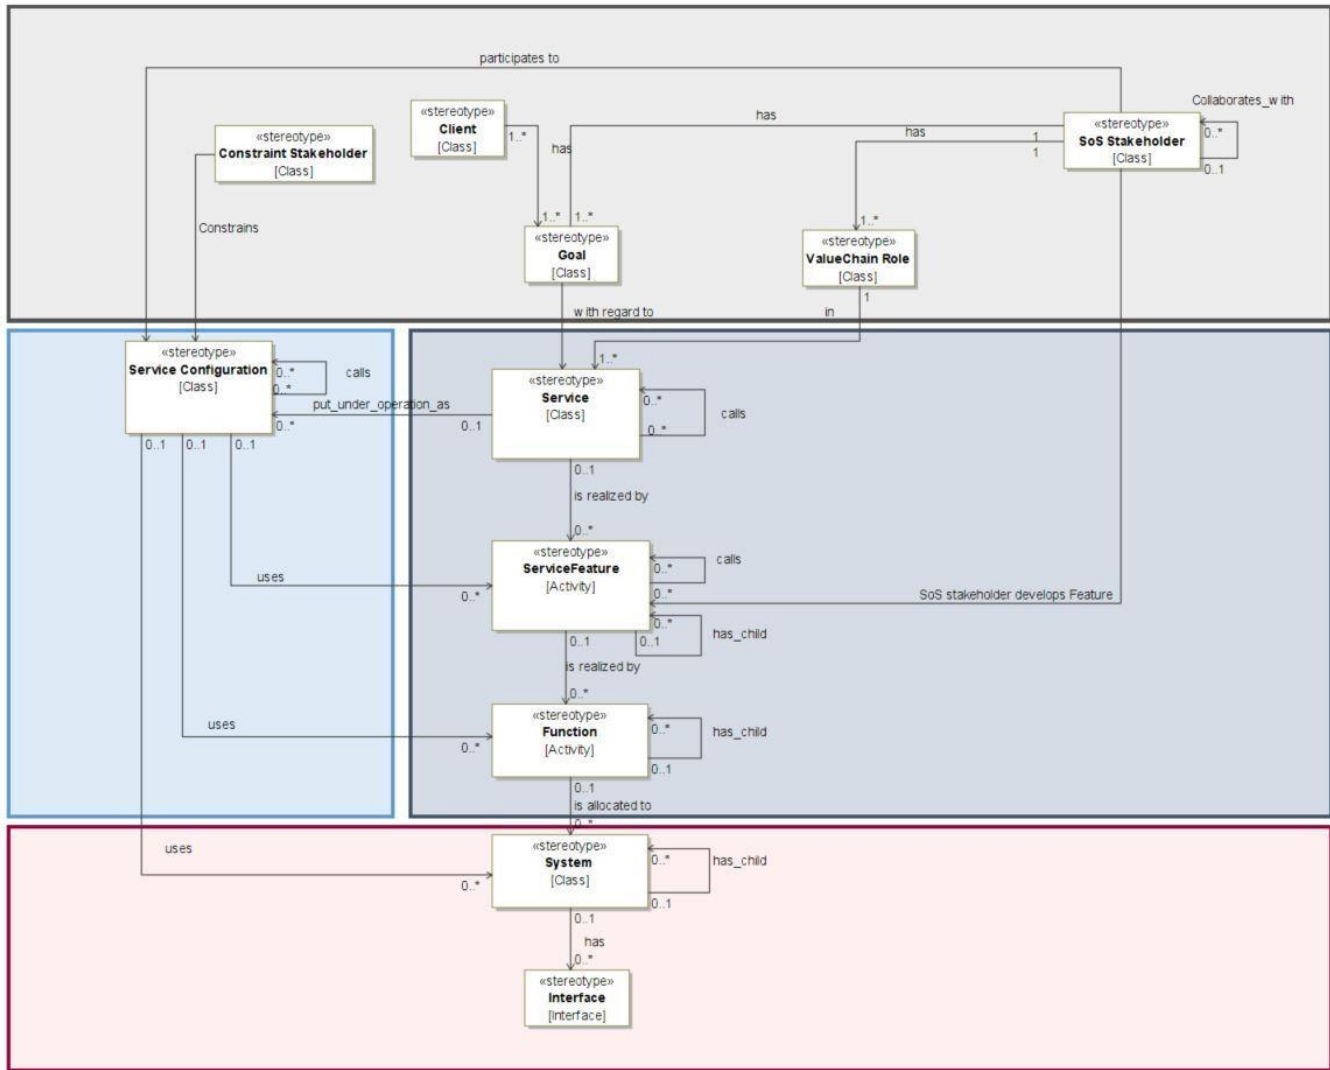 participates to
Collaborates_with
«stereotype»
Client
[Class]
1..*
has
«stereotype»
Constraint Stakeholder
[Class]
has
has
1
1
«stereotype»
SoS Stakeholder
[Class]
0..*
0..1
Constrains
1..*
1..*
1..*
«stereotype»
Goal
[Class]
«stereotype»
ValueChain Role
[Class]
1
with regard to
in
«stereotype»
Service Configuration
[Class]
0..*
0..*
calls
1..*
«stereotype»
Service
[Class]
0..*
0..*
calls
put_under_operation_as
0..*
0..1
0..1
0..1
0..1
0..1
is realized by
0..*
«stereotype»
ServiceFeature
[Activity]
0..*
calls
0..*
uses
0..*
SoS stakeholder develops Feature
0..*
0..1
has_child
0..1
is realized by
0..*
«stereotype»
Function
[Activity]
0..*
has_child
0..1
uses
0..*
0..1
is allocated to
0..*
«stereotype»
System
[Class]
0..*
has_child
0..1
uses
0..*
0..1
has
0..*
«stereotype»
Interface
[Interface]